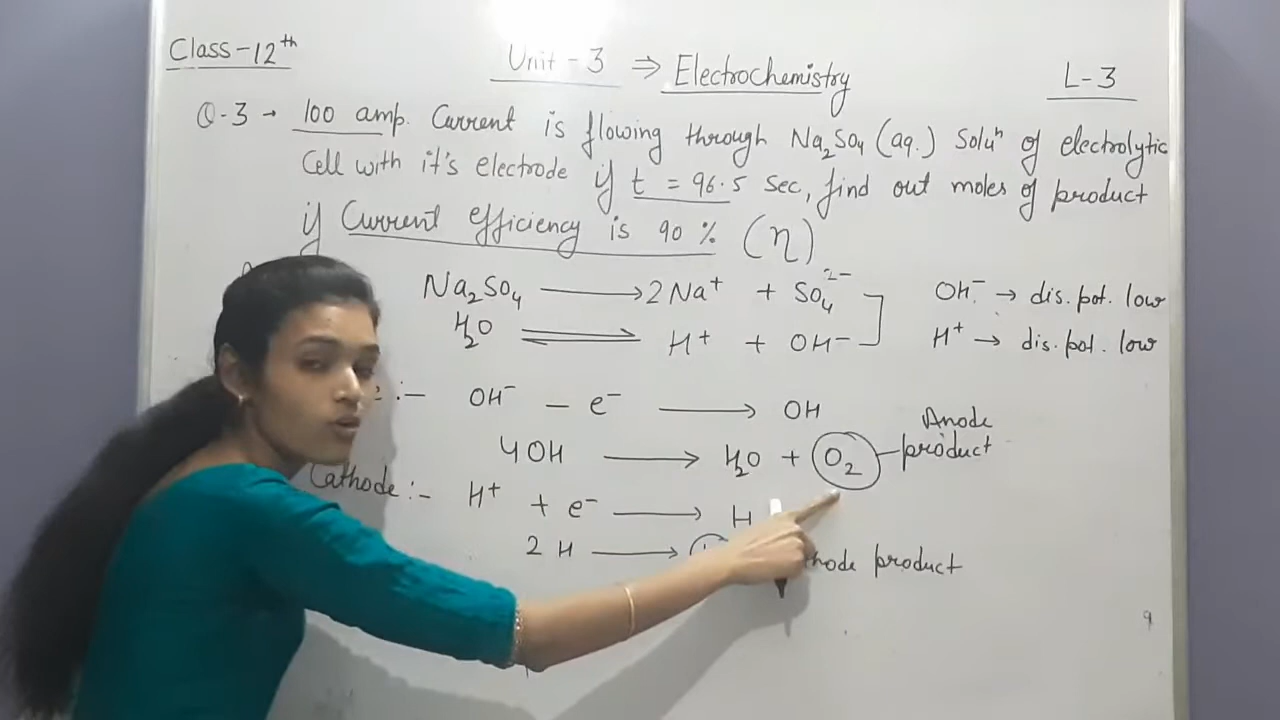 Class-12th
Unit - 3 ⇒ Electrochemistry
L-3
Q.3 → 100 amp. Current is flowing through Na₂SO₄ (aq.) Soluⁿ of electrolytic
Cell with it's electrode if t = 96.5 Sec, find out moles of product
if Current efficiency is 90 % (η)
Na₂SO₄ ⟶ 2Na⁺ + SO₄²⁻
H₂O ⇌ H⁺ + OH⁻
OH⁻ → dis. pot. low
H⁺ → dis. pot. low
:- OH⁻ - e⁻ ⟶ OH
4OH ⟶ H₂O + O₂
Anode
product
Cathode :- H⁺ + e⁻ ⟶ H
2 H ⟶
product
9